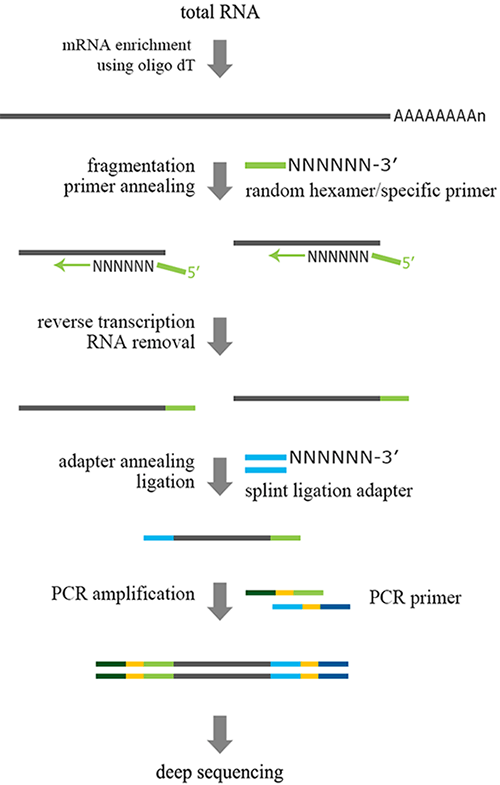 total RNA
mRNA enrichment
using oligo dT
AAAAAAAAn
fragmentation
primer annealing
NNNNNN-3′
random hexamer/specific primer
NNNNNN
5′
NNNNNN
5′
reverse transcription
RNA removal
adapter annealing
ligation
NNNNNN-3′
splint ligation adapter
PCR amplification
PCR primer
deep sequencing